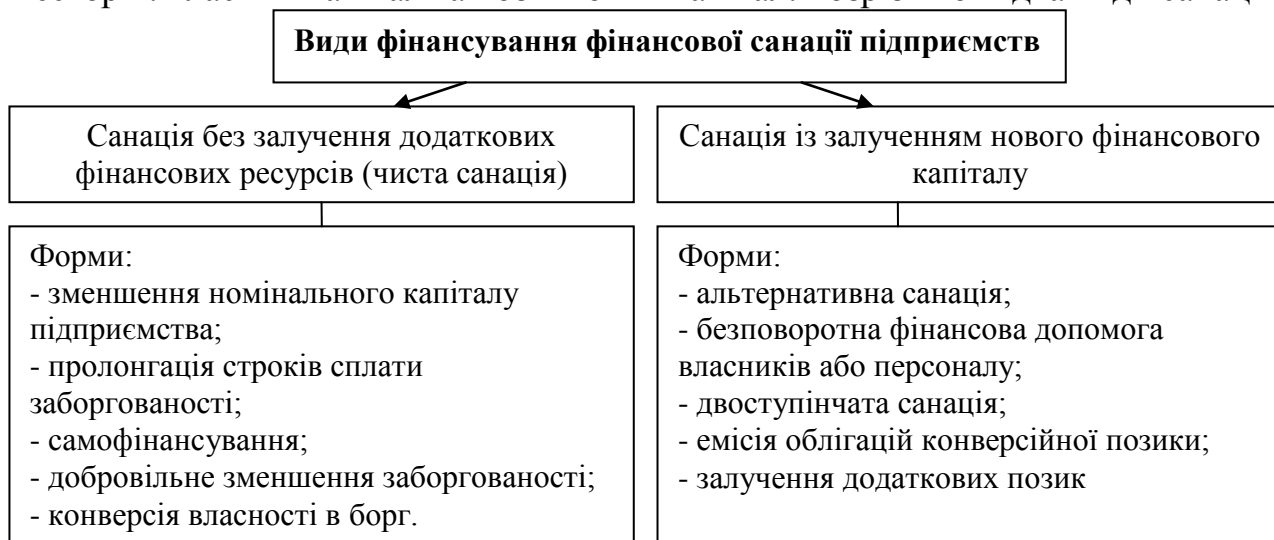 Види фінансування фінансової санації підприємств
Санація без залучення додаткових
фінансових ресурсів (чиста санація)
Санація із залученням нового фінансового
капіталу
Форми:
- зменшення номінального капіталу
підприємства;
- пролонгація строків сплати
заборгованості;
- самофінансування;
- добровільне зменшення заборгованості;
- конверсія власності в борг.
Форми:
- альтернативна санація;
- безповоротна фінансова допомога
власників або персоналу;
- двоступінчата санація;
- емісія облігацій конверсійної позики;
- залучення додаткових позик